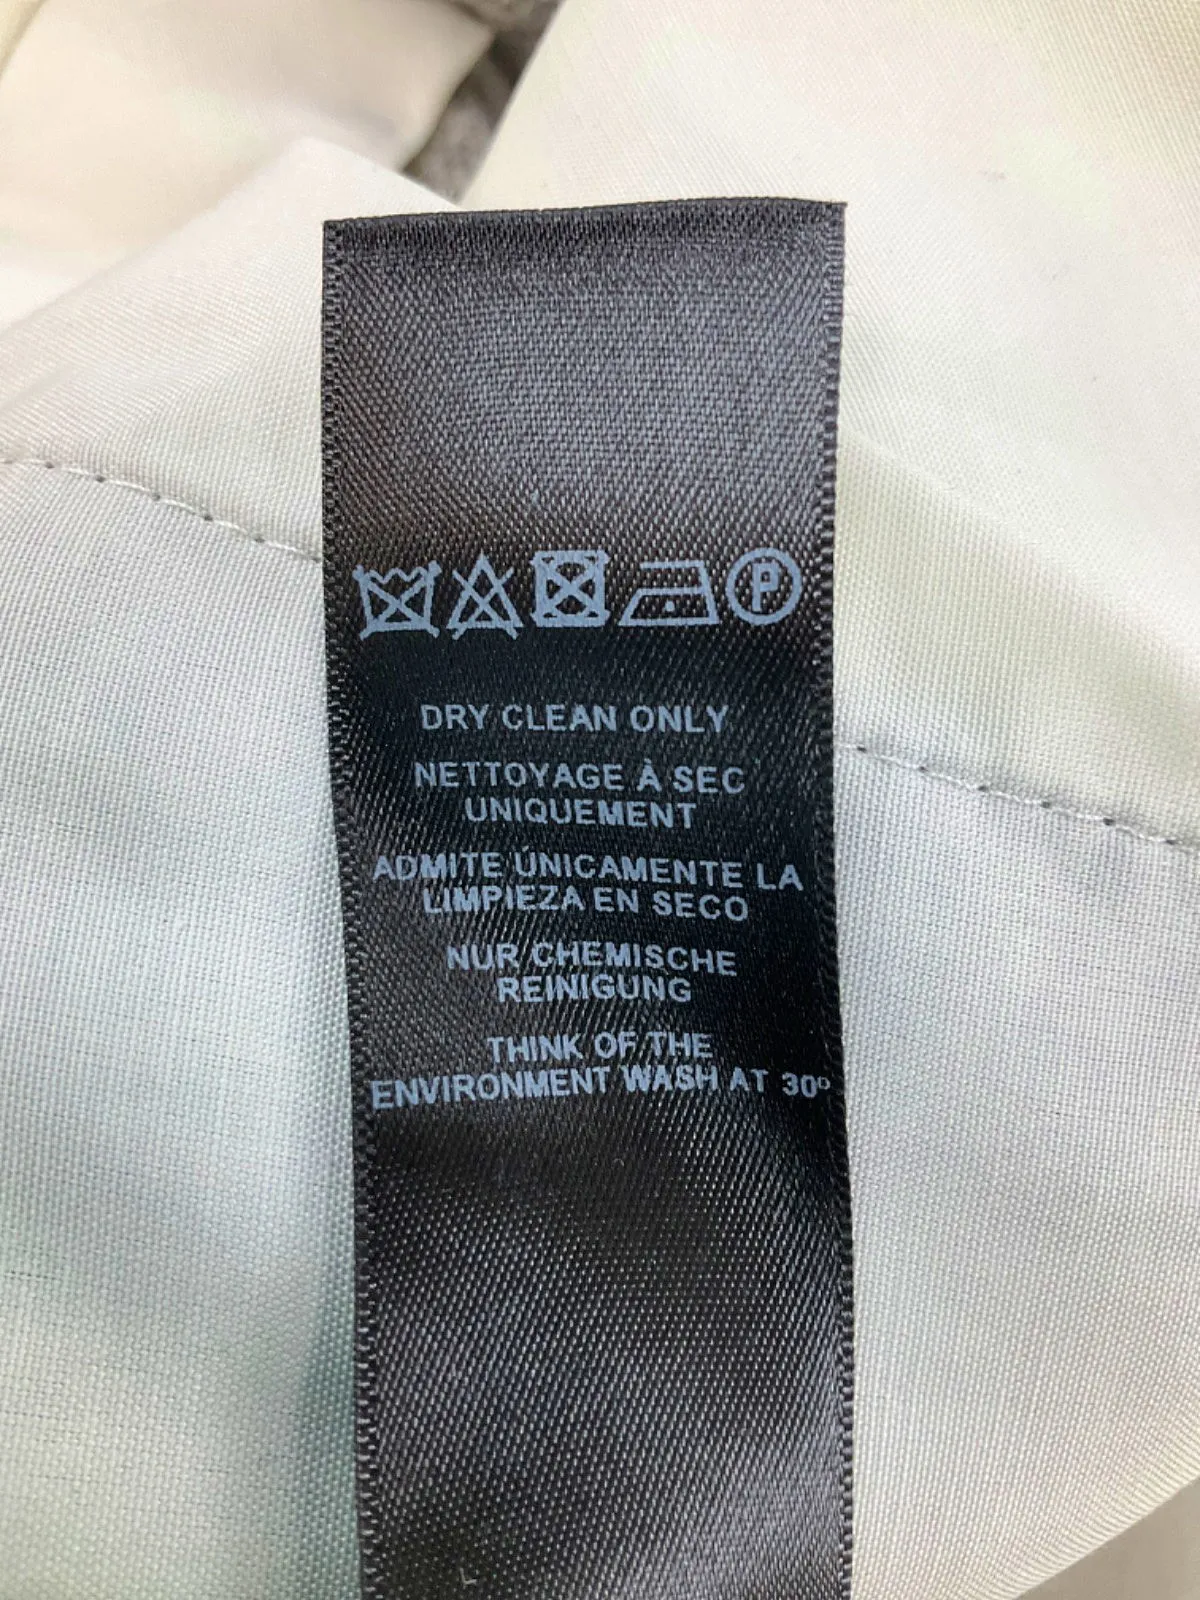 P
DRY CLEAN ONLY
NETTOYAGE À SEC
UNIQUEMENT
ADMITE ÚNICAMENTE LA
LIMPIEZA EN SECO
NUR CHEMISCHE
REINIGUNG
THINK OF THE
ENVIRONMENT WASH AT 30°